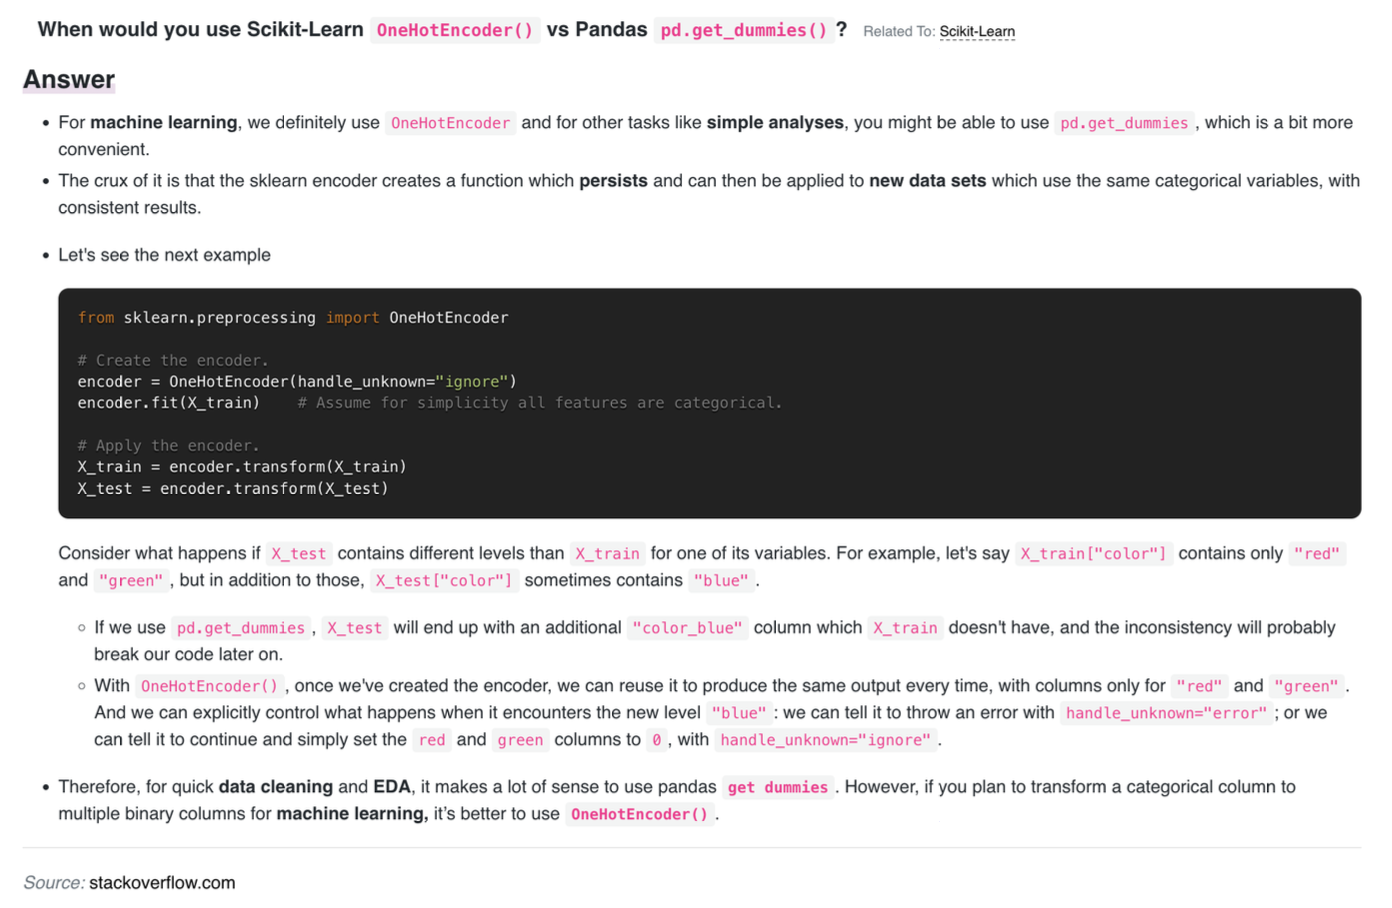 When would you use Scikit-Learn OneHotEncoder() vs Pandas pd.get_dummies() ? Related To: Scikit-Learn
Answer
• For machine learning, we definitely use OneHotEncoder and for other tasks like simple analyses, you might be able to use pd.get_dummies , which is a bit more
convenient.
• The crux of it is that the sklearn encoder creates a function which persists and can then be applied to new data sets which use the same categorical variables, with
consistent results.
• Let's see the next example
from sklearn.preprocessing import OneHotEncoder
# Create the encoder.
encoder = OneHotEncoder(handle_unknown="ignore")
encoder.fit(X_train)    # Assume for simplicity all features are categorical.
# Apply the encoder.
X_train = encoder.transform(X_train)
X_test = encoder.transform(X_test)
Consider what happens if X_test contains different levels than X_train for one of its variables. For example, let's say X_train["color"] contains only "red"
and "green" , but in addition to those, X_test["color"] sometimes contains "blue" .
◦ If we use pd.get_dummies , X_test will end up with an additional "color_blue" column which X_train doesn't have, and the inconsistency will probably
break our code later on.
◦ With OneHotEncoder() , once we've created the encoder, we can reuse it to produce the same output every time, with columns only for "red" and "green" .
And we can explicitly control what happens when it encounters the new level "blue" : we can tell it to throw an error with handle_unknown="error" ; or we
can tell it to continue and simply set the red and green columns to 0 , with handle_unknown="ignore" .
• Therefore, for quick data cleaning and EDA, it makes a lot of sense to use pandas get dummies . However, if you plan to transform a categorical column to
multiple binary columns for machine learning, it’s better to use OneHotEncoder() .
Source: stackoverflow.com